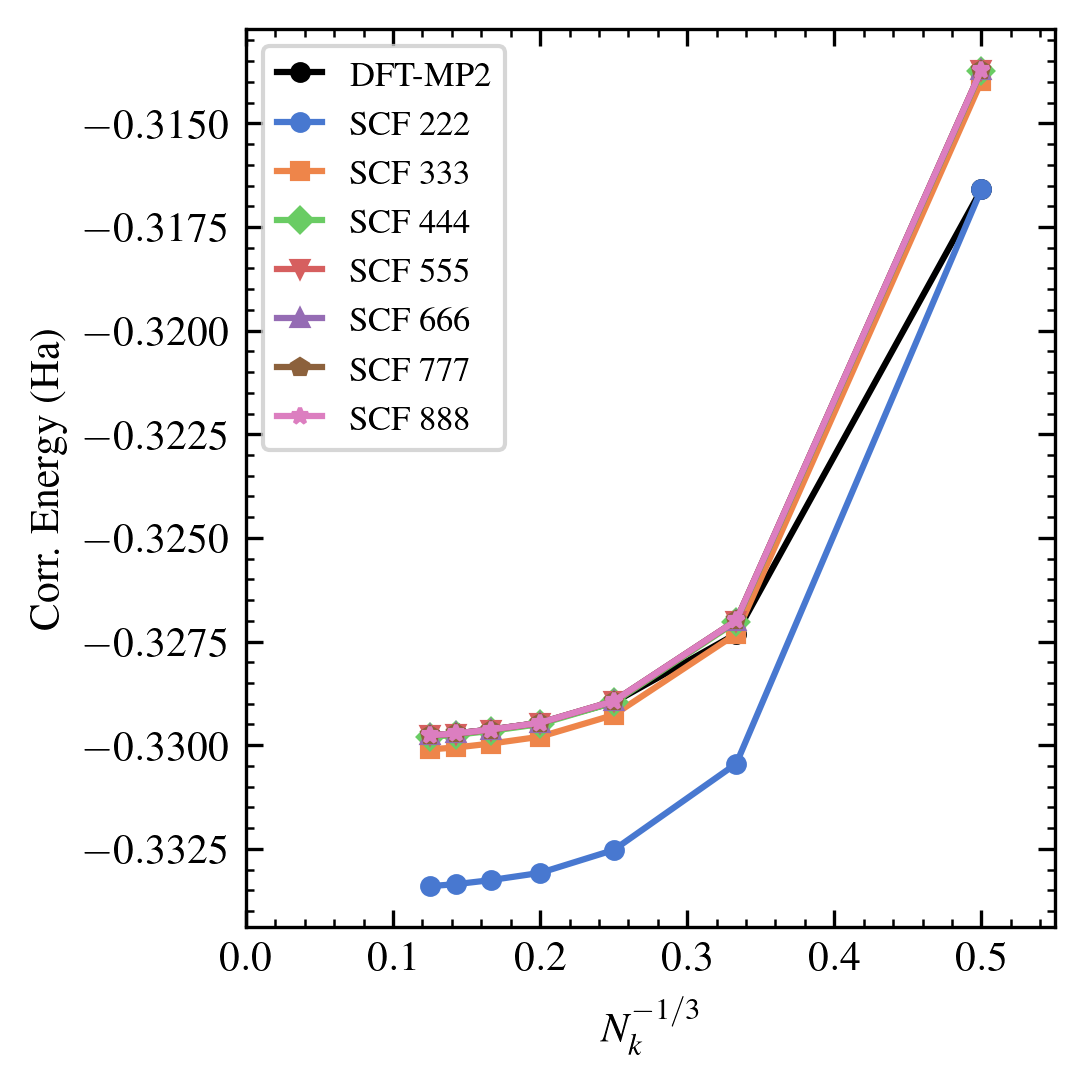 DFT-MP2
SCF 222
SCF 333
SCF 444
SCF 555
SCF 666
SCF 777
SCF 888
Corr. Energy (Ha)
−0.3150
−0.3175
−0.3200
−0.3225
−0.3250
−0.3275
−0.3300
−0.3325
0.0 0.1 0.2 0.3 0.4 0.5
$N_k^{-1/3}$